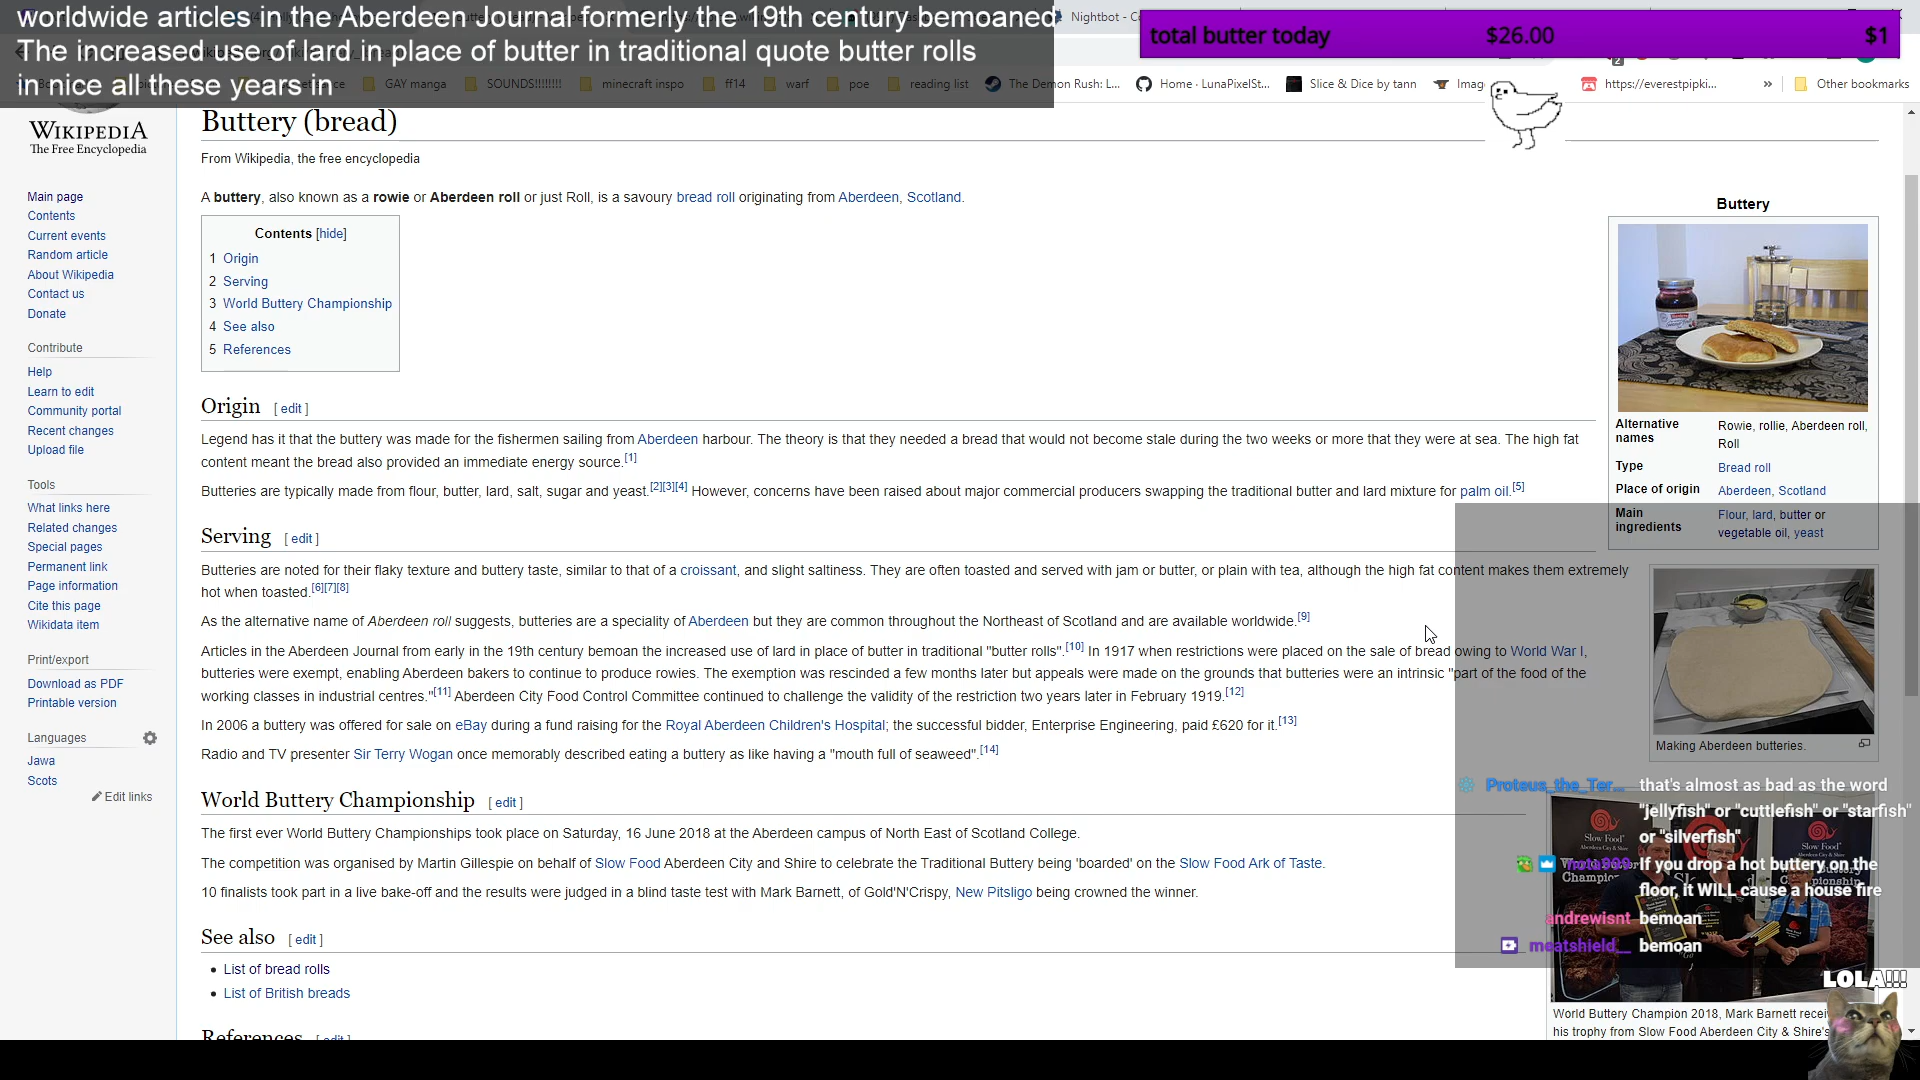 worldwide articles in the Aberdeen Journal formerly the 19th century bemoaned
The increased use of lard in place of butter in traditional quote butter rolls
in nice all these years in
Nightbot - C
total butter today $26.00 $1
GAY manga
SOUNDS!!!!!!!!
minecraft inspo
ff14
warf
poe
reading list
The Demon Rush: L...
Home · LunaPixelSt...
Slice & Dice by tann
Imag
https://everestpipki...
»
Other bookmarks
WIKIPEDIA
The Free Encyclopedia
Main page
Contents
Current events
Random article
About Wikipedia
Contact us
Donate
Contribute
Help
Learn to edit
Community portal
Recent changes
Upload file
Tools
What links here
Related changes
Special pages
Permanent link
Page information
Cite this page
Wikidata item
Print/export
Download as PDF
Printable version
Languages
Jawa
Scots
Edit links
Buttery (bread)
From Wikipedia, the free encyclopedia
A buttery, also known as a rowie or Aberdeen roll or just Roll, is a savoury bread roll originating from Aberdeen, Scotland.
Contents [hide]
1 Origin
2 Serving
3 World Buttery Championship
4 See also
5 References
Origin [ edit ]
Legend has it that the buttery was made for the fishermen sailing from Aberdeen harbour. The theory is that they needed a bread that would not become stale during the two weeks or more that they were at sea. The high fat
content meant the bread also provided an immediate energy source.[1]
Butteries are typically made from flour, butter, lard, salt, sugar and yeast.[2][3][4] However, concerns have been raised about major commercial producers swapping the traditional butter and lard mixture for palm oil.[5]
Serving [ edit ]
Butteries are noted for their flaky texture and buttery taste, similar to that of a croissant, and slight saltiness. They are often toasted and served with jam or butter, or plain with tea, although the high fat content makes them extremely
hot when toasted.[6][7][8]
As the alternative name of Aberdeen roll suggests, butteries are a speciality of Aberdeen but they are common throughout the Northeast of Scotland and are available worldwide.[9]
Articles in the Aberdeen Journal from early in the 19th century bemoan the increased use of lard in place of butter in traditional "butter rolls".[10] In 1917 when restrictions were placed on the sale of bread owing to World War I,
butteries were exempt, enabling Aberdeen bakers to continue to produce rowies. The exemption was rescinded a few months later but appeals were made on the grounds that butteries were an intrinsic "part of the food of the
working classes in industrial centres."[11] Aberdeen City Food Control Committee continued to challenge the validity of the restriction two years later in February 1919.[12]
In 2006 a buttery was offered for sale on eBay during a fund raising for the Royal Aberdeen Children's Hospital; the successful bidder, Enterprise Engineering, paid £620 for it.[13]
Radio and TV presenter Sir Terry Wogan once memorably described eating a buttery as like having a "mouth full of seaweed".[14]
World Buttery Championship [ edit ]
The first ever World Buttery Championships took place on Saturday, 16 June 2018 at the Aberdeen campus of North East of Scotland College.
The competition was organised by Martin Gillespie on behalf of Slow Food Aberdeen City and Shire to celebrate the Traditional Buttery being 'boarded' on the Slow Food Ark of Taste.
10 finalists took part in a live bake-off and the results were judged in a blind taste test with Mark Barnett, of Gold'N'Crispy, New Pitsligo being crowned the winner.
See also [ edit ]
List of bread rolls
List of British breads
References [ edit ]
Buttery
Alternative names Rowie, rollie, Aberdeen roll, Roll
Type Bread roll
Place of origin Aberdeen, Scotland
Main ingredients Flour, lard, butter or vegetable oil, yeast
Making Aberdeen butteries.
Proteus_the_Ter... that's almost as bad as the word
"jellyfish" or "cuttlefish" or "starfish"
or "silverfish"
If you drop a hot buttery on the
floor, it WILL cause a house fire
andrewisnt bemoan
meatshield__ bemoan
Slow Food
Slow Food
LOLA!!!
World Buttery Champion 2018, Mark Barnett recei
his trophy from Slow Food Aberdeen City & Shire's